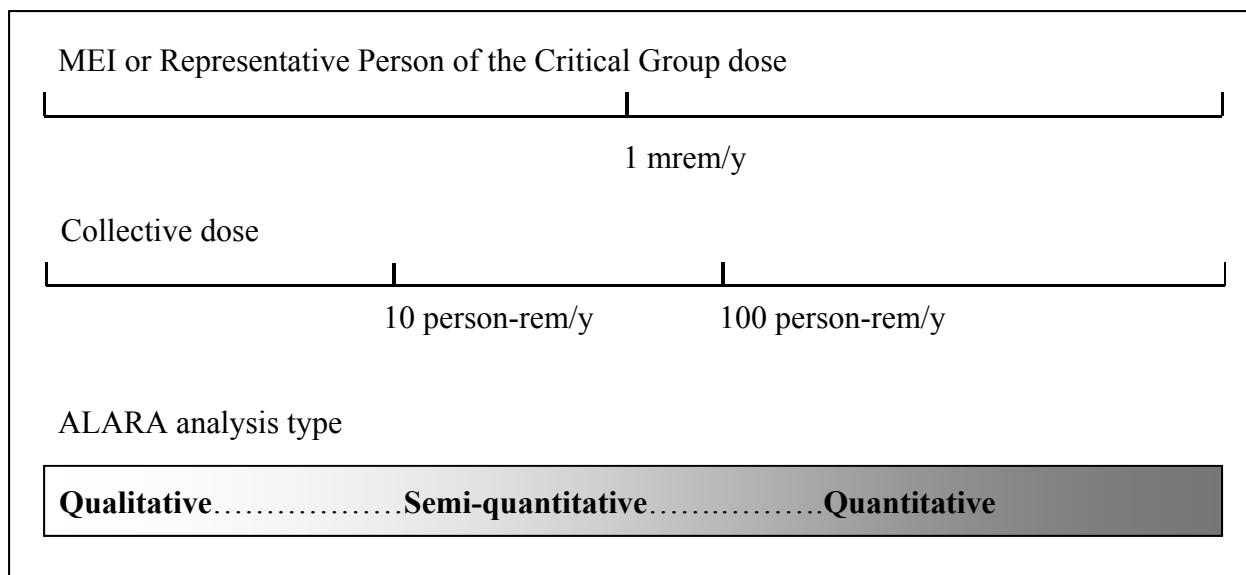 MEI or Representative Person of the Critical Group dose
1 mrem/y
Collective dose
10 person-rem/y 100 person-rem/y
ALARA analysis type
Qualitative………………Semi-quantitative……..……….Quantitative